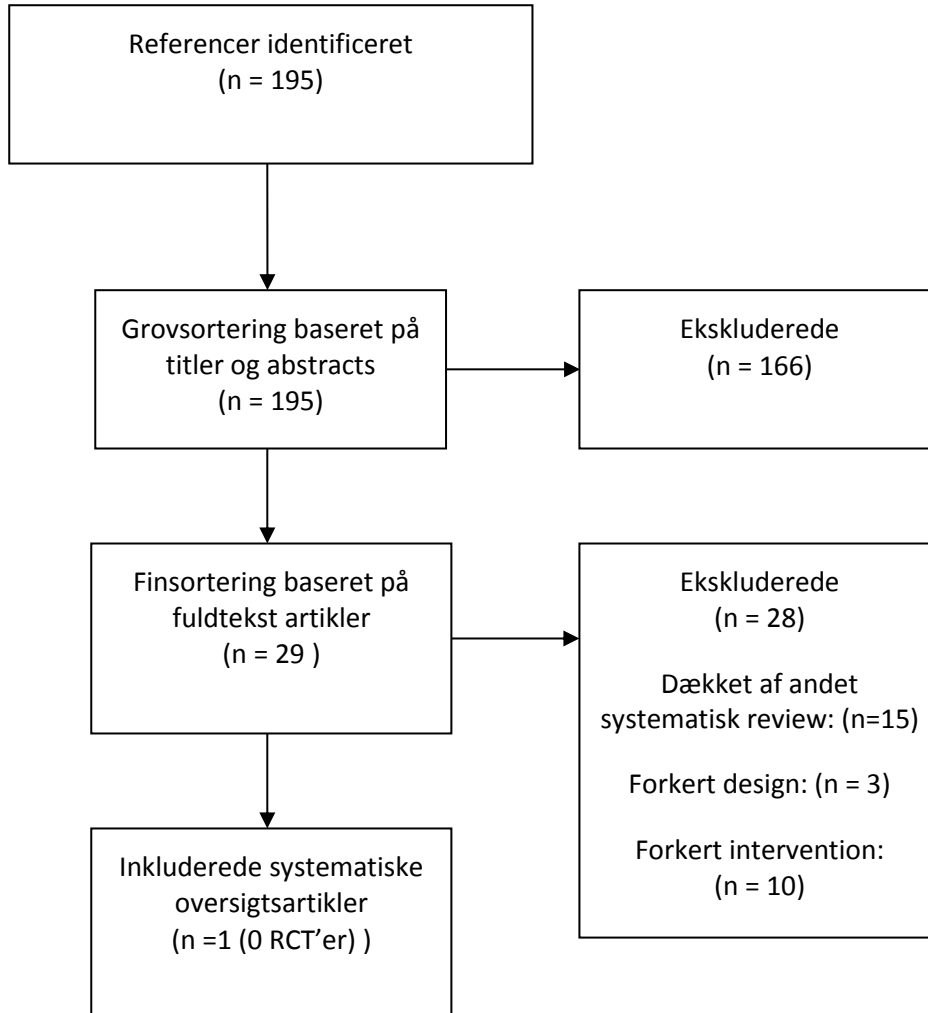 Referencer identificeret
(n = 195)
Grovsortering baseret på
titler og abstracts
(n = 195)
Ekskluderede
(n = 166)
Finsortering baseret på
fuldtekst artikler
(n = 29 )
Ekskluderede
(n = 28)
Dækket af andet
systematisk review: (n=15)
Forkert design: (n = 3)
Forkert intervention:
(n = 10)
Inkluderede systematiske
oversigtsartikler
(n =1 (0 RCT’er) )